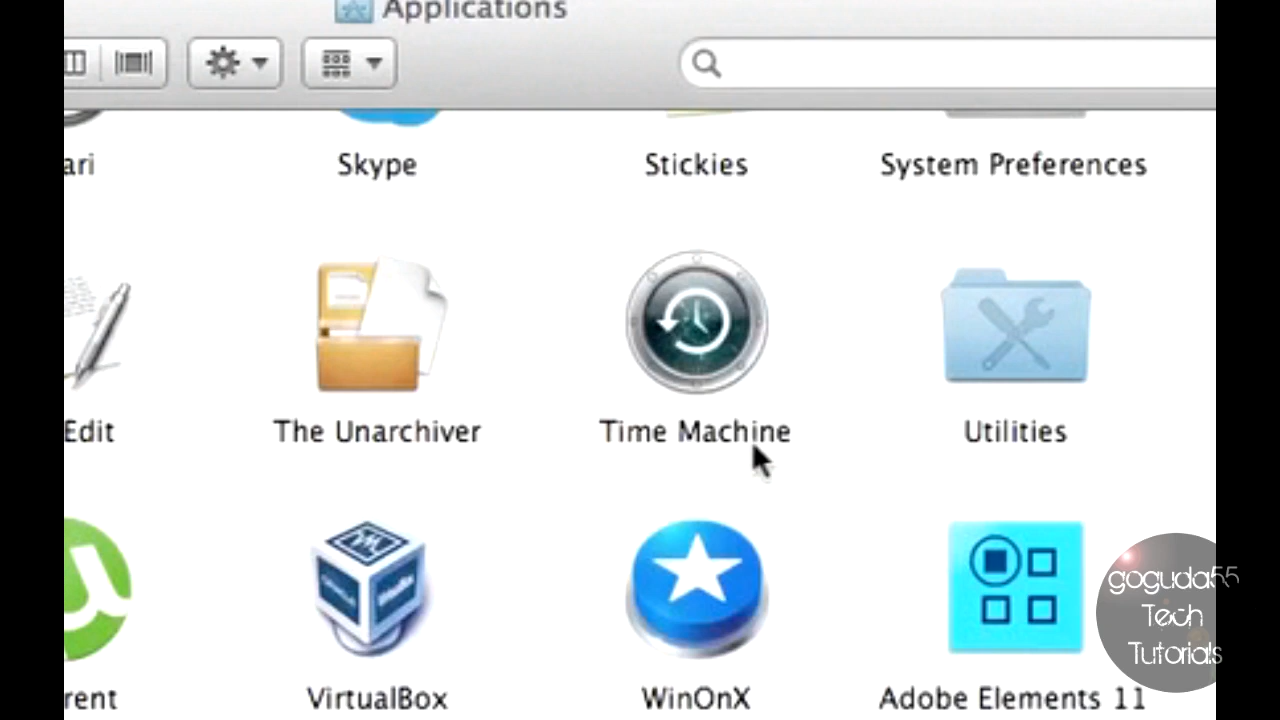 Applications
ari
Skype
Stickies
System Preferences
Edit
The Unarchiver
Time Machine
Utilities
rent
VirtualBox
WinOnX
Adobe Elements 11
goguda55
Tech
Tutorials